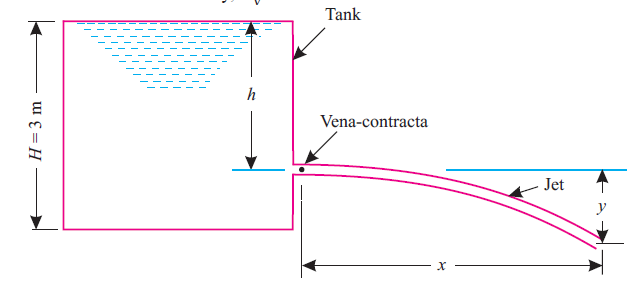 Tank
h
H = 3 m
Vena-contracta
Jet
y
x